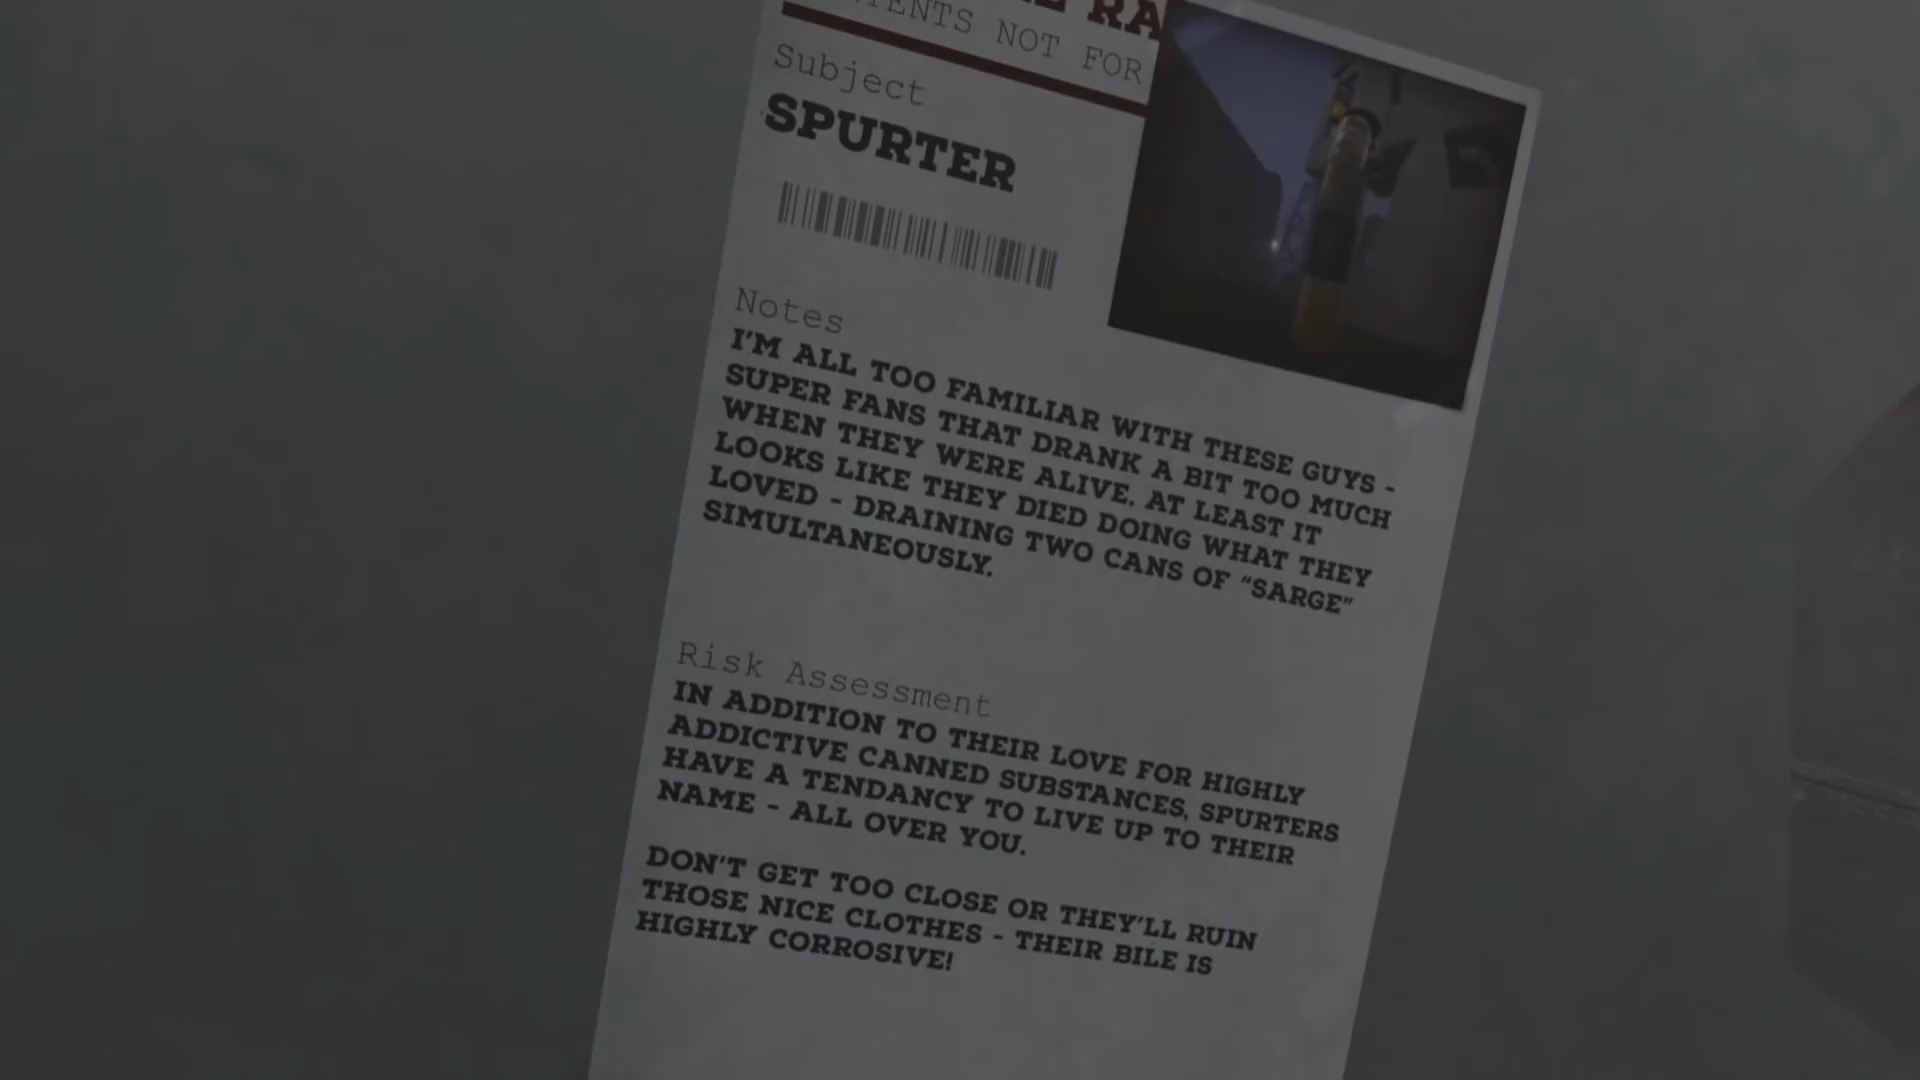 RA
NOT FOR
Subject
SPURTER
Notes
I'M ALL TOO FAMILIAR WITH THESE GUYS -
SUPER FANS THAT DRANK A BIT TOO MUCH
WHEN THEY WERE ALIVE. AT LEAST IT
LOOKS LIKE THEY DIED DOING WHAT THEY
LOVED - DRAINING TWO CANS OF "SARGE"
SIMULTANEOUSLY.
Risk Assessment
IN ADDITION TO THEIR LOVE FOR HIGHLY
ADDICTIVE CANNED SUBSTANCES, SPURTERS
HAVE A TENDANCY TO LIVE UP TO THEIR
NAME - ALL OVER YOU.
DON'T GET TOO CLOSE OR THEY'LL RUIN
THOSE NICE CLOTHES - THEIR BILE IS
HIGHLY CORROSIVE!